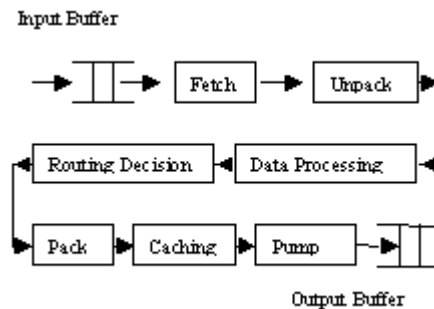 Input Buffer
Fetch
Unpack
Routing Decision
Data Processing
Pack
Caching
Pump
Output Buffer